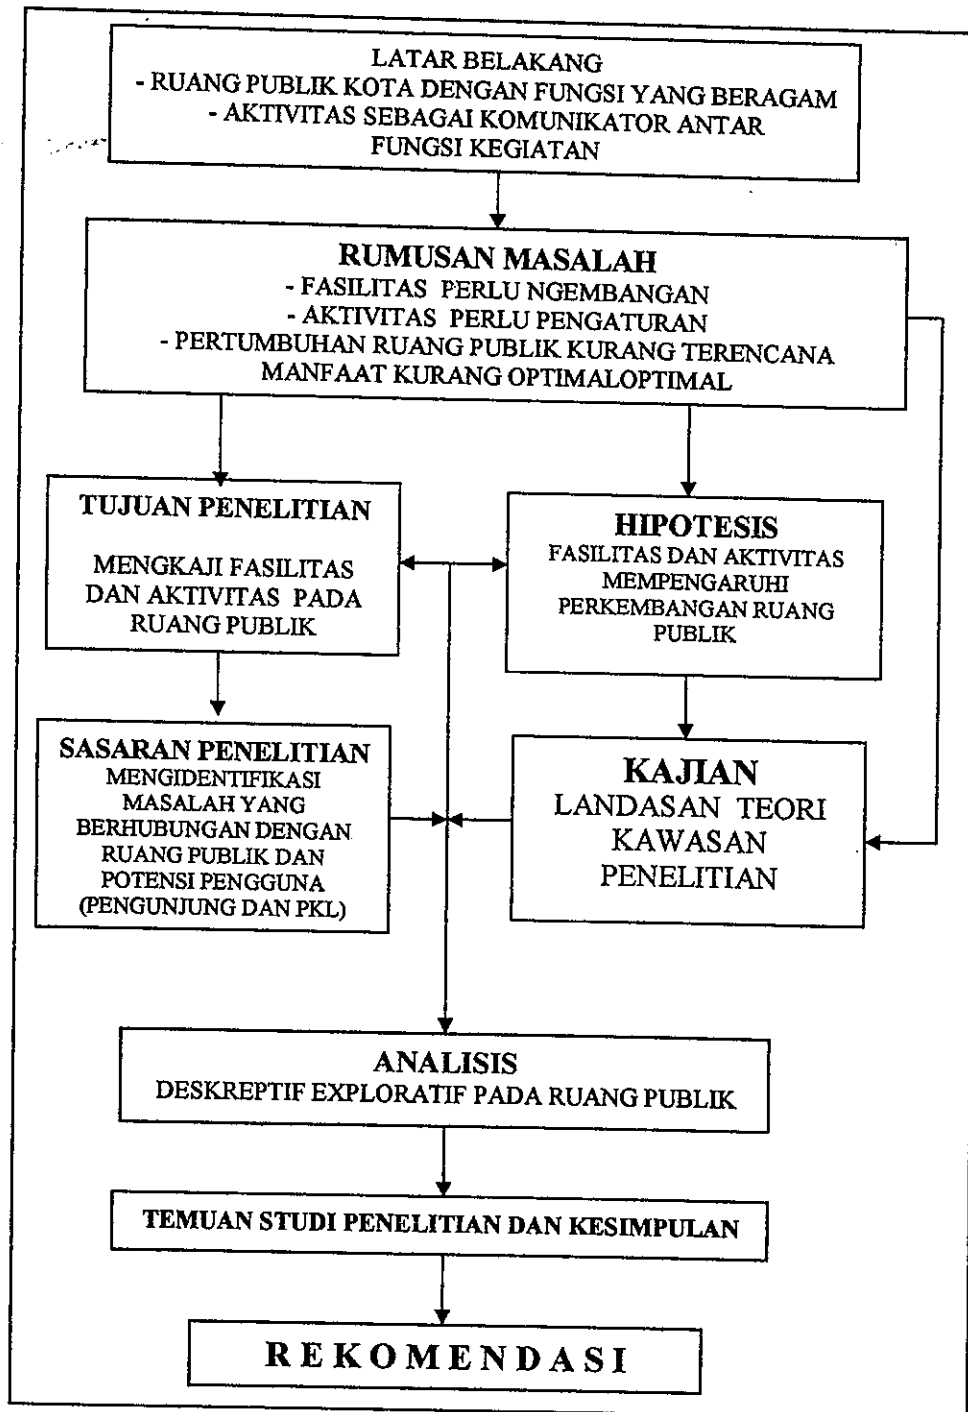 LATAR BELAKANG
- RUANG PUBLIK KOTA DENGAN FUNGSI YANG BERAGAM
- AKTIVITAS SEBAGAI KOMUNIKATOR ANTAR
FUNGSI KEGIATAN
RUMUSAN MASALAH
- FASILITAS PERLU NGEMBANGAN
- AKTIVITAS PERLU PENGATURAN
- PERTUMBUHAN RUANG PUBLIK KURANG TERENCANA
MANFAAT KURANG OPTIMALOPTIMAL
TUJUAN PENELITIAN
MENGKAJI FASILITAS
DAN AKTIVITAS PADA
RUANG PUBLIK
HIPOTESIS
FASILITAS DAN AKTIVITAS
MEMPENGARUHI
PERKEMBANGAN RUANG
PUBLIK
SASARAN PENELITIAN
MENGIDENTIFIKASI
MASALAH YANG
BERHUBUNGAN DENGAN
RUANG PUBLIK DAN
POTENSI PENGGUNA
(PENGUNJUNG DAN PKL)
KAJIAN
LANDASAN TEORI
KAWASAN
PENELITIAN
ANALISIS
DESKREPTIF EXPLORATIF PADA RUANG PUBLIK
TEMUAN STUDI PENELITIAN DAN KESIMPULAN
REKOMENDASI